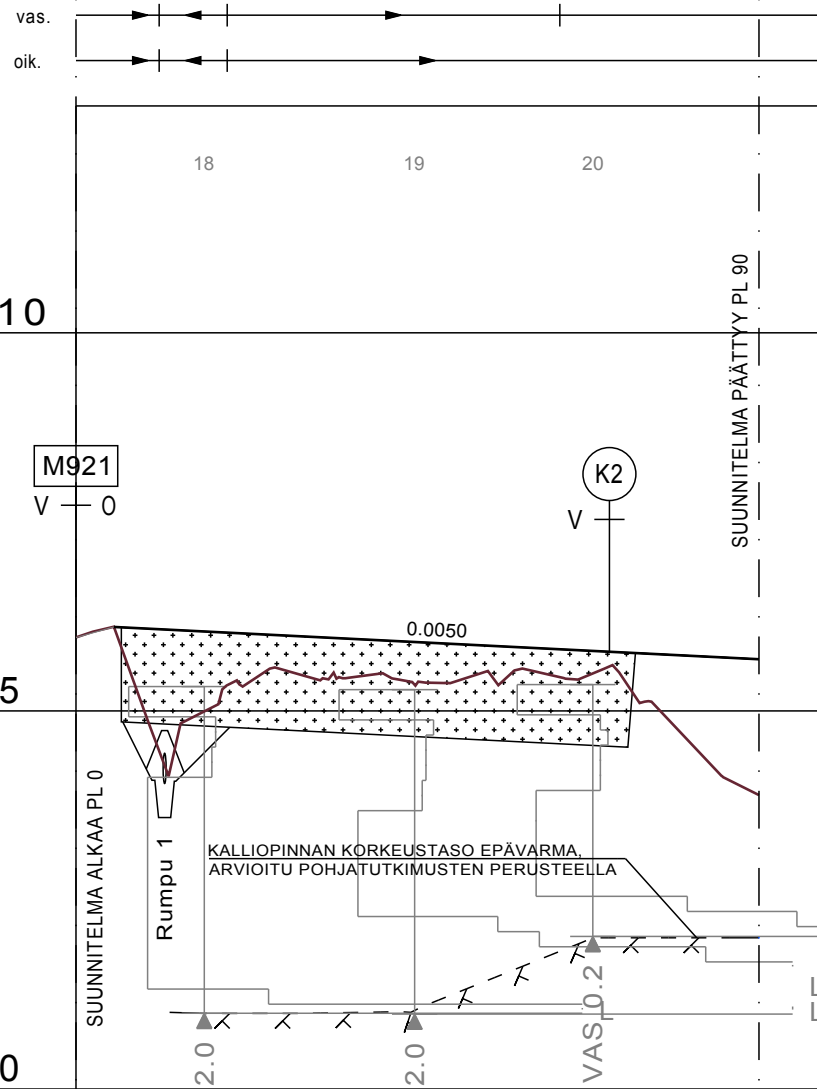 vas.
oik.
18 19 20
10
SUUNNITELMA PÄÄTTYY PL 90
M921
V 0
K2
V
0.0050
5
SUUNNITELMA ALKAA PL 0
Rumpu 1
KALLIOPINNAN KORKEUSTASO EPÄVARMA,
ARVIOITU POHJATUTKIMUSTEN PERUSTEELLA
2.0
2.0
VAS 0.2
L
L
0